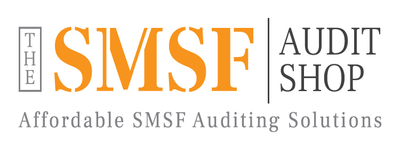 THE
SMSF
AUDIT
SHOP
Affordable SMSF Auditing Solutions